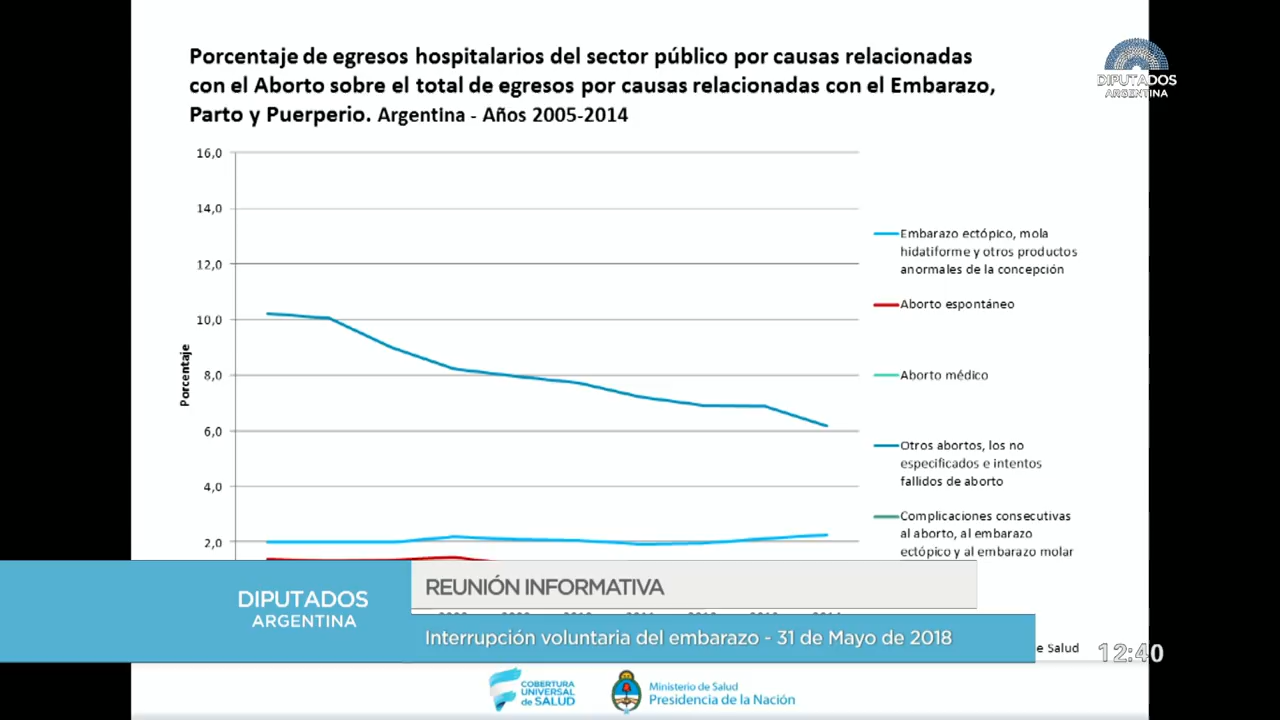 Porcentaje de egresos hospitalarios del sector público por causas relacionadas
con el Aborto sobre el total de egresos por causas relacionadas con el Embarazo,
Parto y Puerperio. Argentina - Años 2005-2014
DIPUTADOS
ARGENTINA
16,0
14,0
12,0
10,0
8,0
6,0
4,0
2,0
Porcentaje
Embarazo ectópico, mola
hidatiforme y otros productos
anormales de la concepción
Aborto espontáneo
Aborto médico
Otros abortos, los no
especificados e intentos
fallidos de aborto
Complicaciones consecutivas
al aborto, al embarazo
ectópico y al embarazo molar
DIPUTADOS
ARGENTINA
REUNIÓN INFORMATIVA
Interrupción voluntaria del embarazo - 31 de Mayo de 2018
e Salud
12:40
COBERTURA
UNIVERSAL
de SALUD
Ministerio de Salud
Presidencia de la Nación